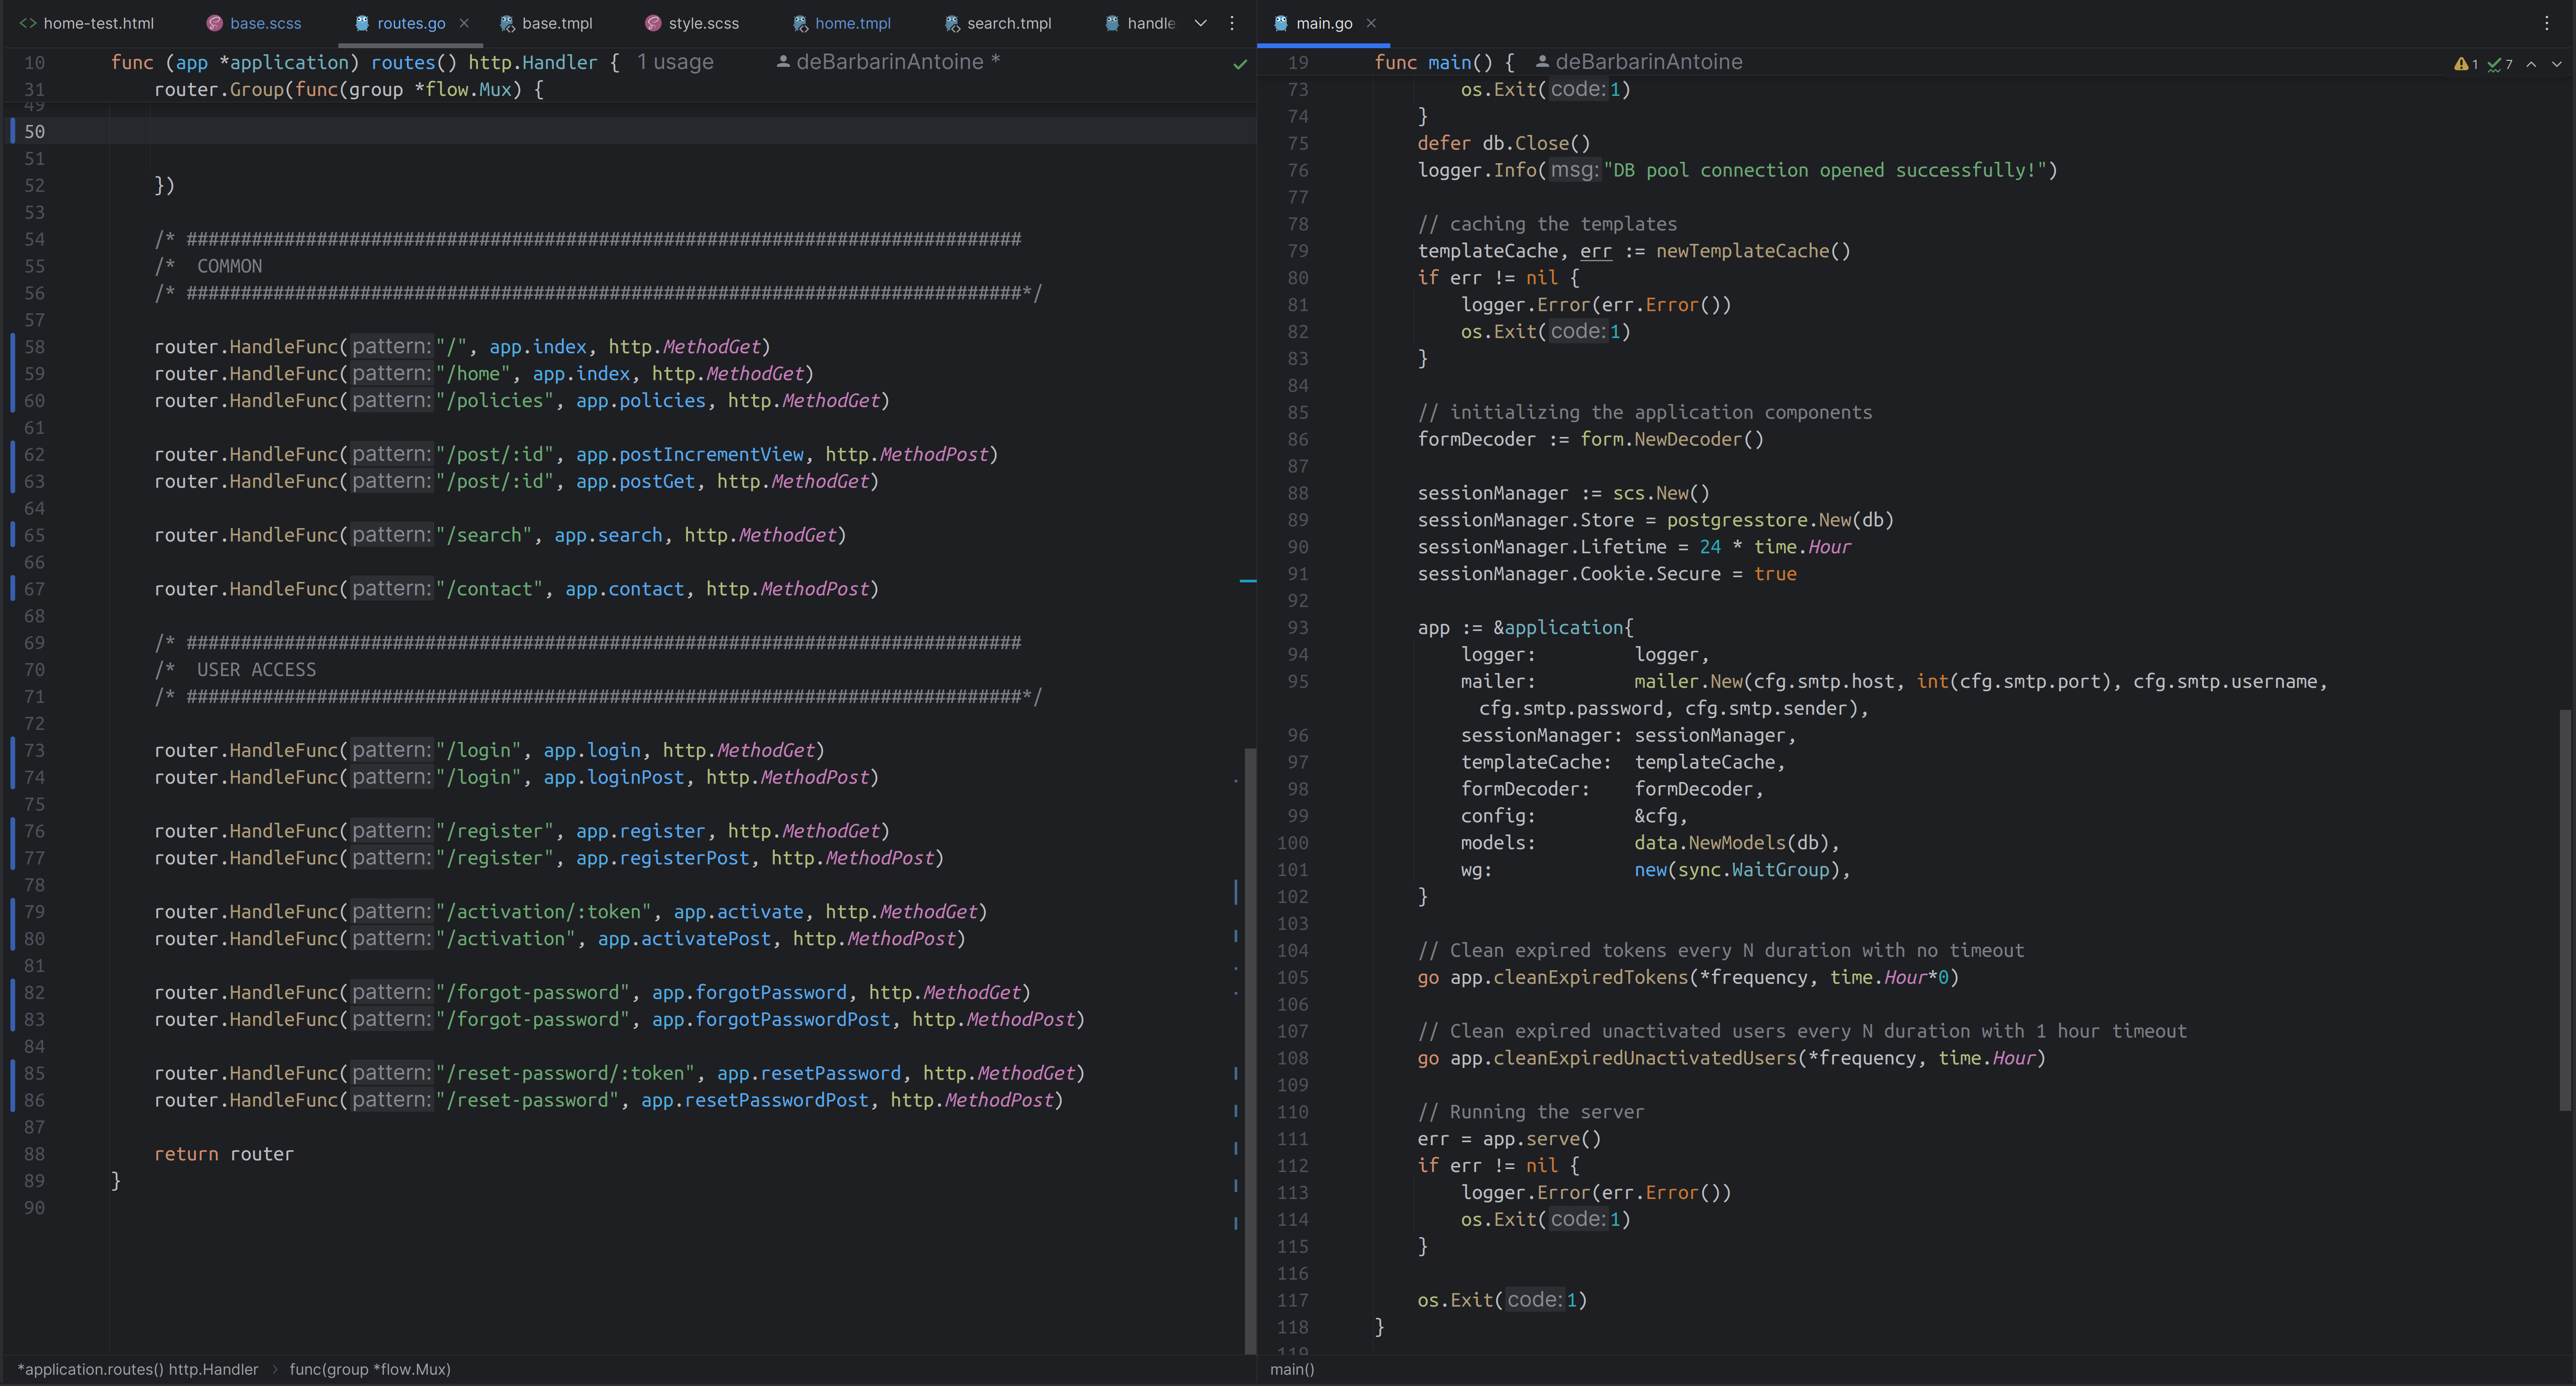 home-test.html base.scss routes.go base.tmpl style.scss home.tmpl search.tmpl handle
10 func (app *application) routes() http.Handler { 1 usage deBarbarinAntoine *
31 router.Group(func(group *flow.Mux) {
49
50
51
52 })
53
54 /* #############################################################################
55 /*  COMMON
56 /* #############################################################################*/
57
58 router.HandleFunc( pattern: "/", app.index, http.MethodGet)
59 router.HandleFunc( pattern: "/home", app.index, http.MethodGet)
60 router.HandleFunc( pattern: "/policies", app.policies, http.MethodGet)
61
62 router.HandleFunc( pattern: "/post/:id", app.postIncrementView, http.MethodPost)
63 router.HandleFunc( pattern: "/post/:id", app.postGet, http.MethodGet)
64
65 router.HandleFunc( pattern: "/search", app.search, http.MethodGet)
66
67 router.HandleFunc( pattern: "/contact", app.contact, http.MethodPost)
68
69 /* #############################################################################
70 /*  USER ACCESS
71 /* #############################################################################*/
72
73 router.HandleFunc( pattern: "/login", app.login, http.MethodGet)
74 router.HandleFunc( pattern: "/login", app.loginPost, http.MethodPost)
75
76 router.HandleFunc( pattern: "/register", app.register, http.MethodGet)
77 router.HandleFunc( pattern: "/register", app.registerPost, http.MethodPost)
78
79 router.HandleFunc( pattern: "/activation/:token", app.activate, http.MethodGet)
80 router.HandleFunc( pattern: "/activation", app.activatePost, http.MethodPost)
81
82 router.HandleFunc( pattern: "/forgot-password", app.forgotPassword, http.MethodGet)
83 router.HandleFunc( pattern: "/forgot-password", app.forgotPasswordPost, http.MethodPost)
84
85 router.HandleFunc( pattern: "/reset-password/:token", app.resetPassword, http.MethodGet)
86 router.HandleFunc( pattern: "/reset-password", app.resetPasswordPost, http.MethodPost)
87
88 return router
89 }
90
*application.routes() http.Handler > func(group *flow.Mux)
main.go
19 func main() { deBarbarinAntoine 1 7
73 os.Exit( code: 1)
74 }
75 defer db.Close()
76 logger.Info( msg: "DB pool connection opened successfully!")
77
78 // caching the templates
79 templateCache, err := newTemplateCache()
80 if err != nil {
81 logger.Error(err.Error())
82 os.Exit( code: 1)
83 }
84
85 // initializing the application components
86 formDecoder := form.NewDecoder()
87
88 sessionManager := scs.New()
89 sessionManager.Store = postgresstore.New(db)
90 sessionManager.Lifetime = 24 * time.Hour
91 sessionManager.Cookie.Secure = true
92
93 app := &application{
94 logger: logger,
95 mailer: mailer.New(cfg.smtp.host, int(cfg.smtp.port), cfg.smtp.username,
cfg.smtp.password, cfg.smtp.sender),
96 sessionManager: sessionManager,
97 templateCache: templateCache,
98 formDecoder: formDecoder,
99 config: &cfg,
100 models: data.NewModels(db),
101 wg: new(sync.WaitGroup),
102 }
103
104 // Clean expired tokens every N duration with no timeout
105 go app.cleanExpiredTokens(*frequency, time.Hour*0)
106
107 // Clean expired unactivated users every N duration with 1 hour timeout
108 go app.cleanExpiredUnactivatedUsers(*frequency, time.Hour)
109
110 // Running the server
111 err = app.serve()
112 if err != nil {
113 logger.Error(err.Error())
114 os.Exit( code: 1)
115 }
116
117 os.Exit( code: 1)
118 }
119
main()